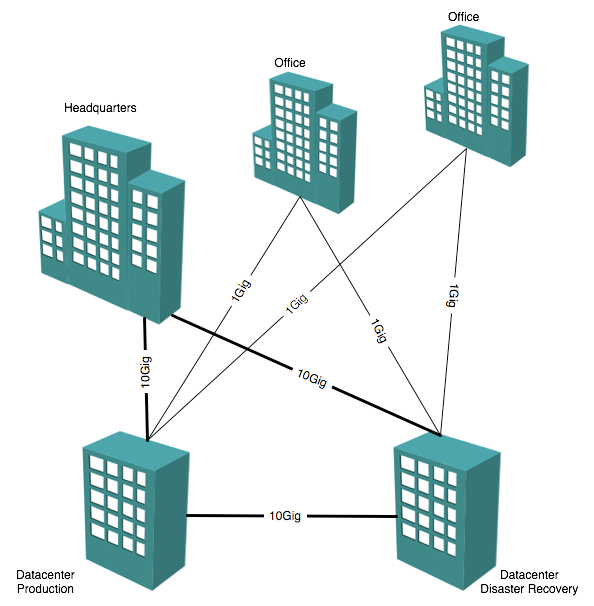 Office
Office
Headquarters
1Gig
1Gig
1Gig
1Gig
10Gig
10Gig
10Gig
Datacenter
Production
Datacenter
Disaster Recovery